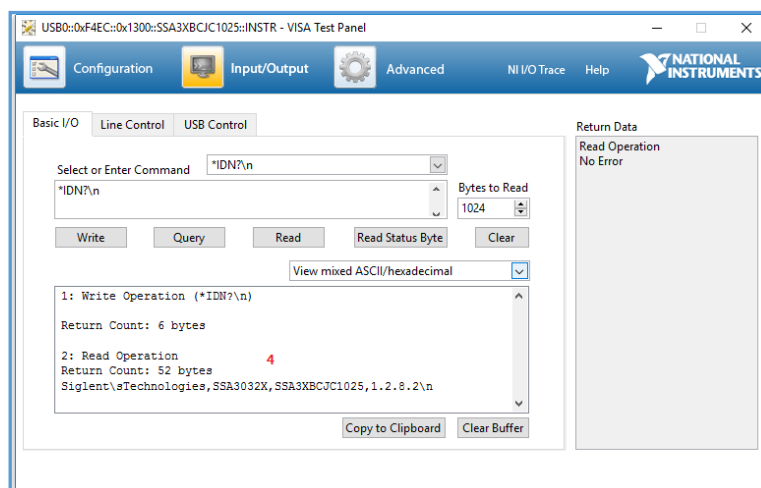 USB0::0xF4EC::0x1300::SSA3XBCJC1025::INSTR - VISA Test Panel
Configuration Input/Output Advanced NI I/O Trace Help NATIONAL INSTRUMENTS
Basic I/O Line Control USB Control
Return Data
Read Operation
No Error
Select or Enter Command *IDN?\n
*IDN?\n
Bytes to Read
1024
Write Query Read Read Status Byte Clear
View mixed ASCII/hexadecimal
1: Write Operation (*IDN?\n)
Return Count: 6 bytes
2: Read Operation
4
Return Count: 52 bytes
Siglent\sTechnologies,SSA3032X,SSA3XBCJC1025,1.2.8.2\n
Copy to Clipboard Clear Buffer